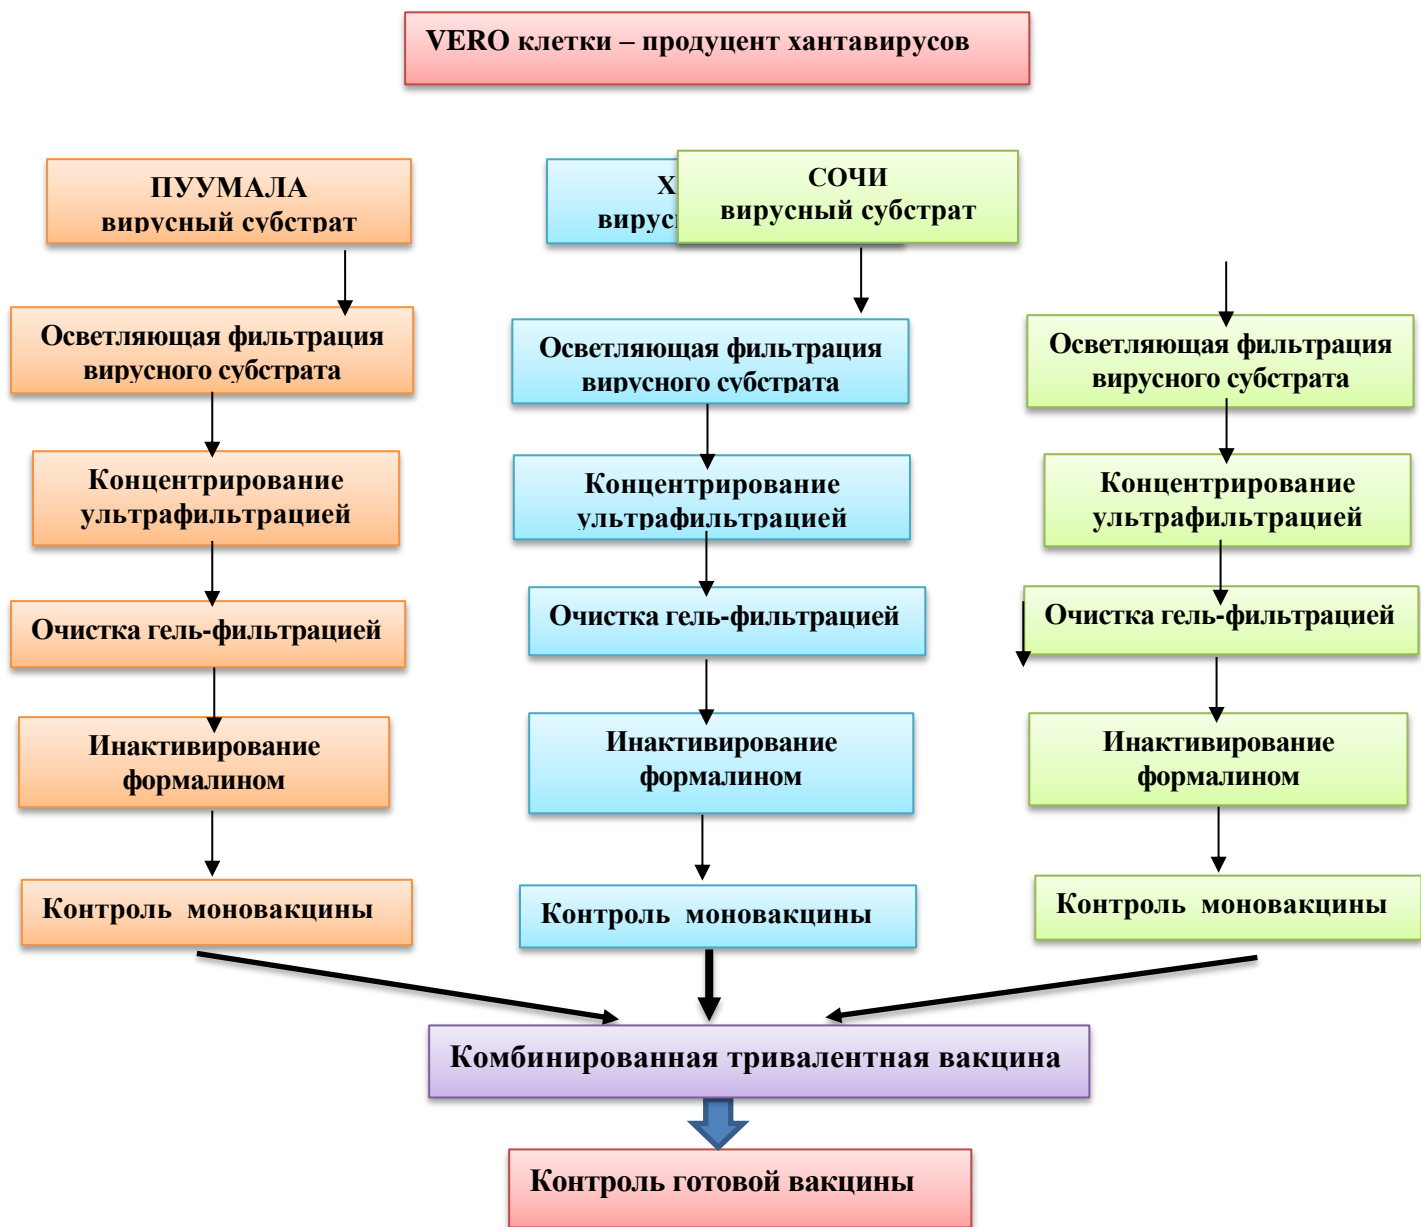 VERO клетки – продуцент хантавирусов
ПУУМАЛА
вирусный субстрат
СОЧИ
вирусный субстрат
Осветляющая фильтрация
вирусного субстрата
Осветляющая фильтрация
вирусного субстрата
Осветляющая фильтрация
вирусного субстрата
Концентрирование
ультрафильтрацией
Концентрирование
ультрафильтрацией
Концентрирование
ультрафильтрацией
Очистка гель-фильтрацией
Очистка гель-фильтрацией
Очистка гель-фильтрацией
Инактивирование
формалином
Инактивирование
формалином
Инактивирование
формалином
Контроль моновакцины
Контроль моновакцины
Контроль моновакцины
Комбинированная тривалентная вакцина
Контроль готовой вакцины